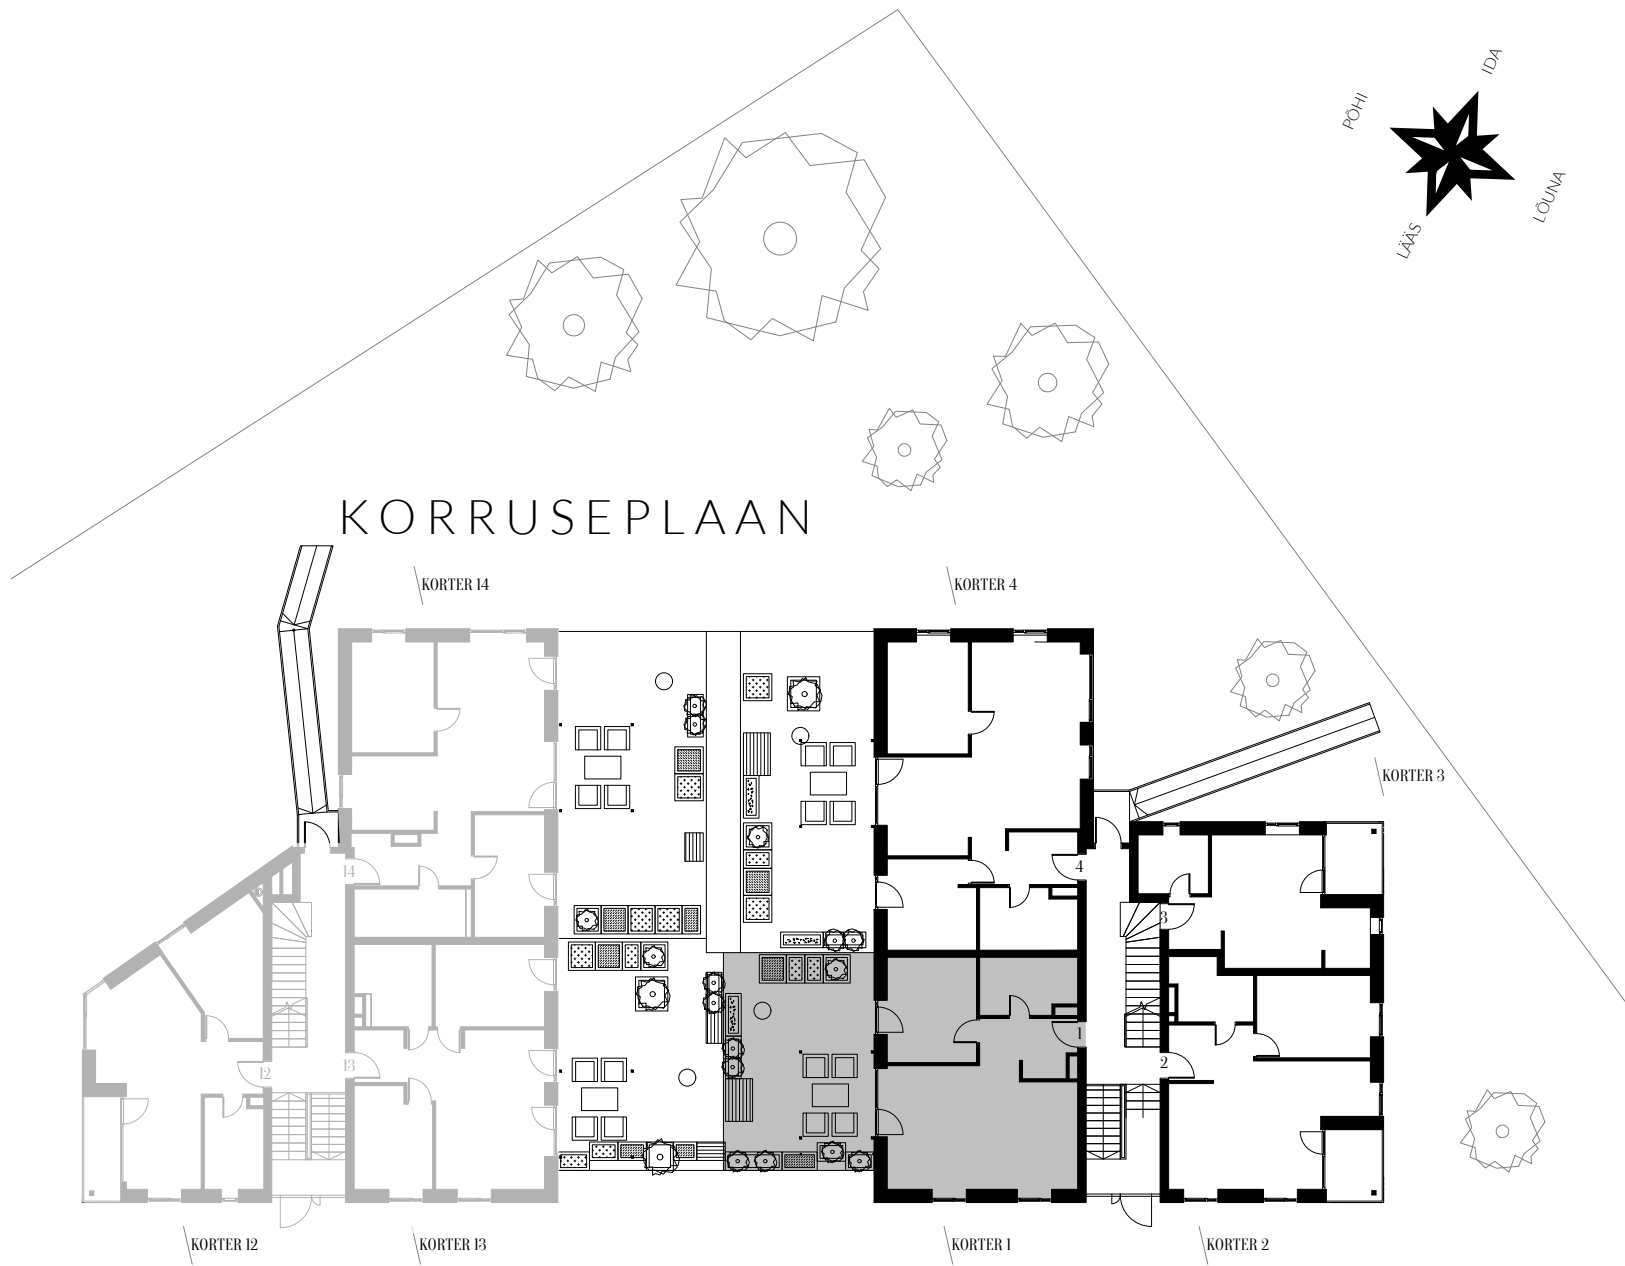 IDA
PÕHI
LÕUNA
LÄÄS
KORRUSEPLAAN
KORTER 14
KORTER 4
KORTER 3
14
4
3
12
13
1
2
KORTER 12
KORTER 13
KORTER 1
KORTER 2